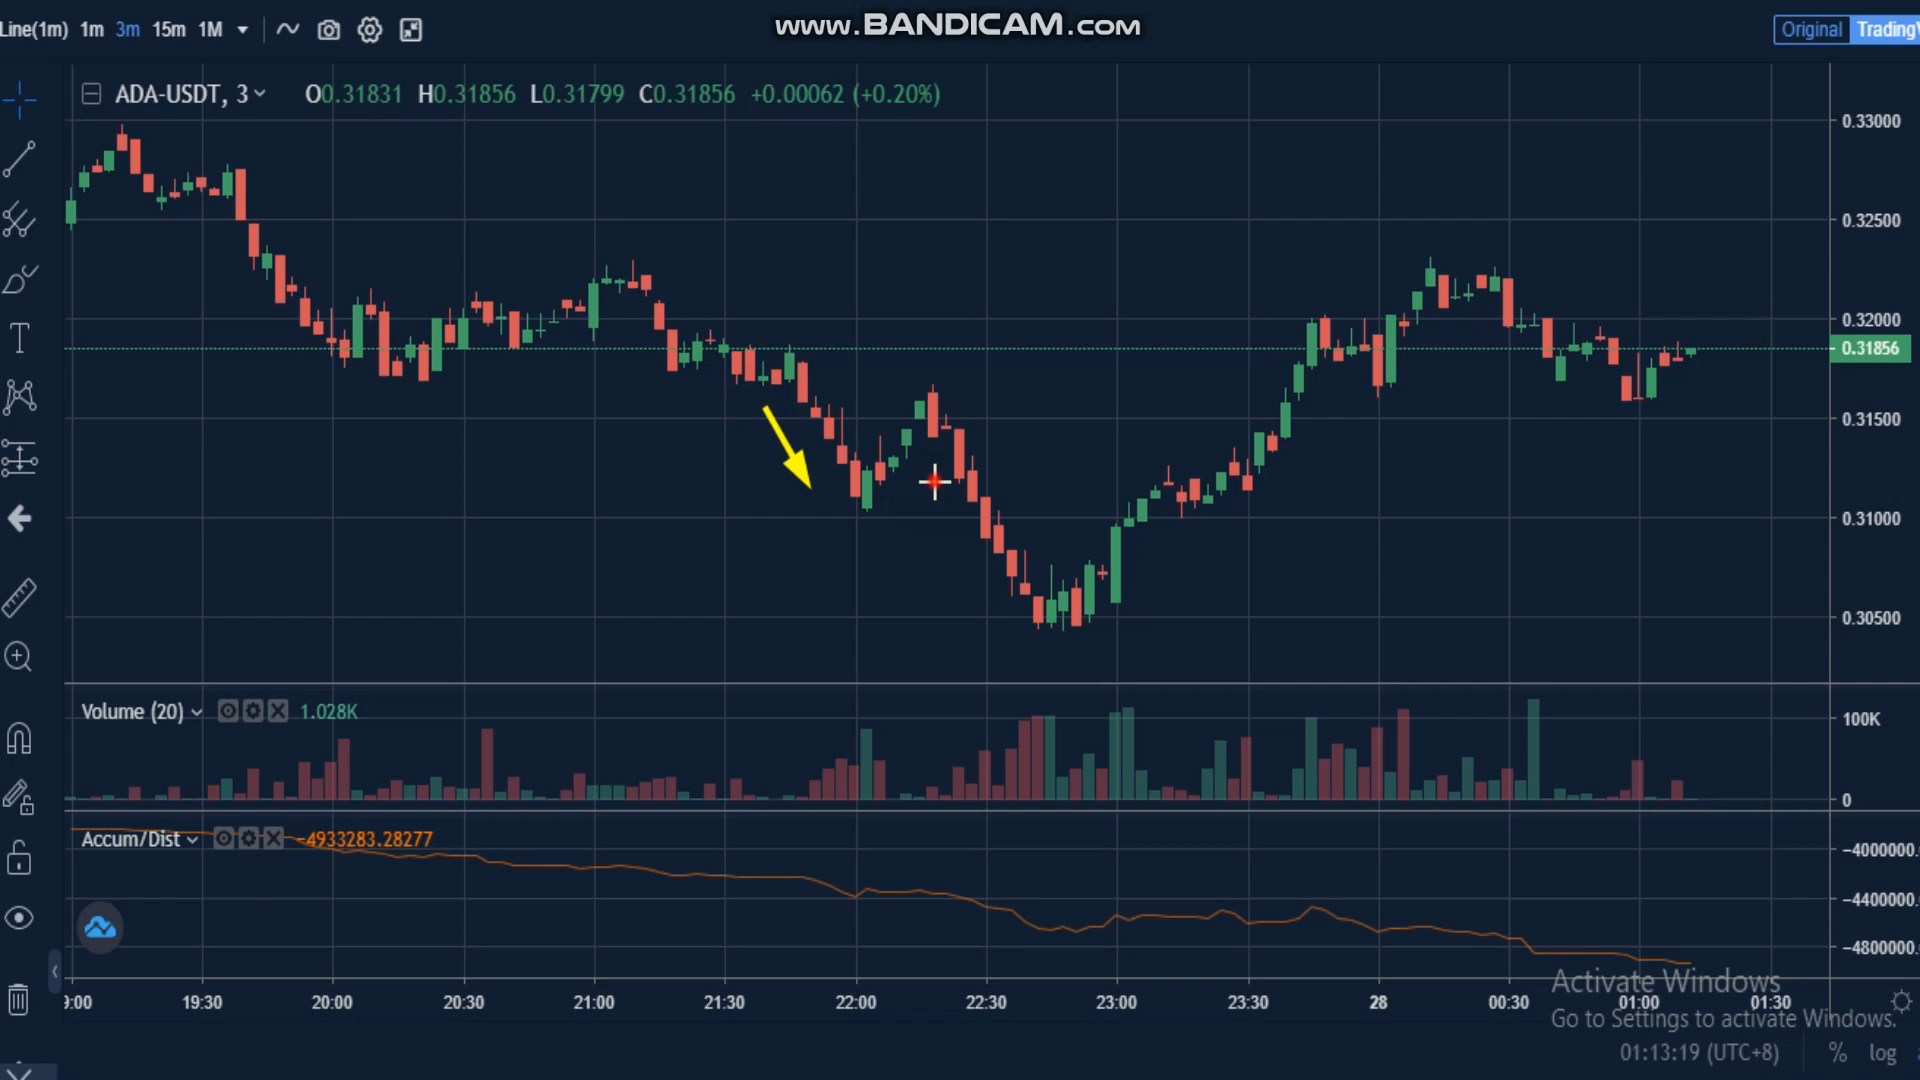 Line(1m) 1m 3m 15m 1M
www.BANDICAM.com
Original
ADA-USDT, 3 O0.31831 H0.31856 L0.31799 C0.31856 +0.00062 (+0.20%)
0.33000
0.32500
0.32000
0.31856
0.31500
0.31000
0.30500
Volume (20) 1.028K
100K
0
Accum/Dist -4933283.28277
-4000000.
-4400000.
-4800000.
19:30 20:00 20:30 21:00 21:30 22:00 22:30 23:00 23:30 28 00:30 01:00 01:30
Activate Windows
Go to Settings to activate Windows.
01:13:19 (UTC+8) % log